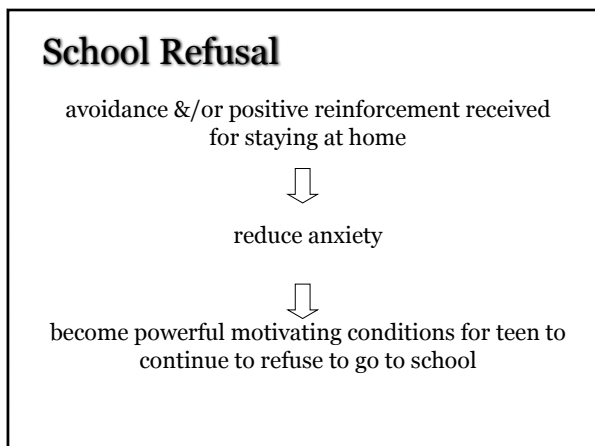 School Refusal
avoidance &/or positive reinforcement received
for staying at home
reduce anxiety
become powerful motivating conditions for teen to
continue to refuse to go to school